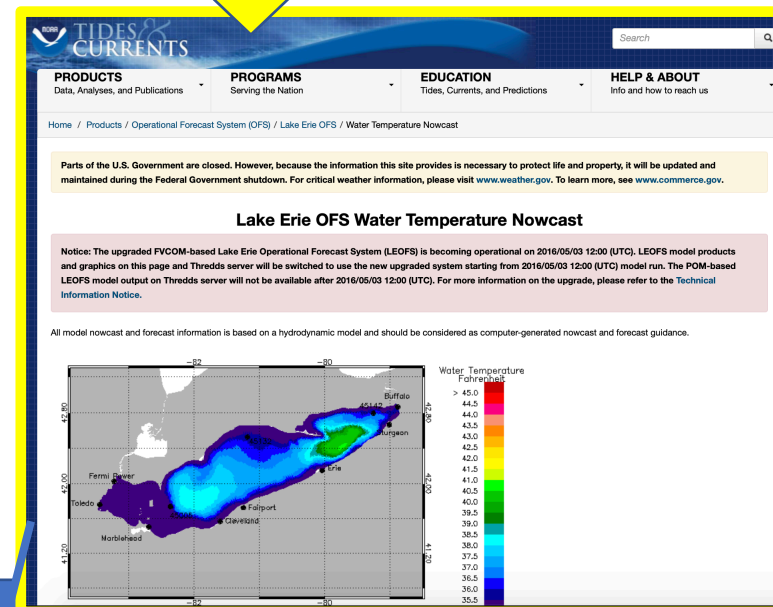 NOAA
TIDES &
CURRENTS
Search
PRODUCTS
Data, Analyses, and Publications
PROGRAMS
Serving the Nation
EDUCATION
Tides, Currents, and Predictions
HELP & ABOUT
Info and how to reach us
Home / Products / Operational Forecast System (OFS) / Lake Erie OFS / Water Temperature Nowcast
Parts of the U.S. Government are closed. However, because the information this site provides is necessary to protect life and property, it will be updated and
maintained during the Federal Government shutdown. For critical weather information, please visit www.weather.gov. To learn more, see www.commerce.gov.
Lake Erie OFS Water Temperature Nowcast
Notice: The upgraded FVCOM-based Lake Erie Operational Forecast System (LEOFS) is becoming operational on 2016/05/03 12:00 (UTC). LEOFS model products
and graphics on this page and Thredds server will be switched to use the new upgraded system starting from 2016/05/03 12:00 (UTC) model run. The POM-based
LEOFS model output on Thredds server will not be available after 2016/05/03 12:00 (UTC). For more information on the upgrade, please refer to the Technical
Information Notice.
All model nowcast and forecast information is based on a hydrodynamic model and should be considered as computer-generated nowcast and forecast guidance.
-82
-80
Water Temperature
Fahrenheit
42.80
42.80
Buffalo
45142
Sturgeon
Erie
42.00
42.00
Fermi Power
Toledo
Fairport
Cleveland
Marblehead
41.20
41.20
-82
-80
> 45.0
44.5
44.0
43.5
43.0
42.5
42.0
41.5
41.0
40.5
40.0
39.5
39.0
38.5
38.0
37.5
37.0
36.5
36.0
35.5